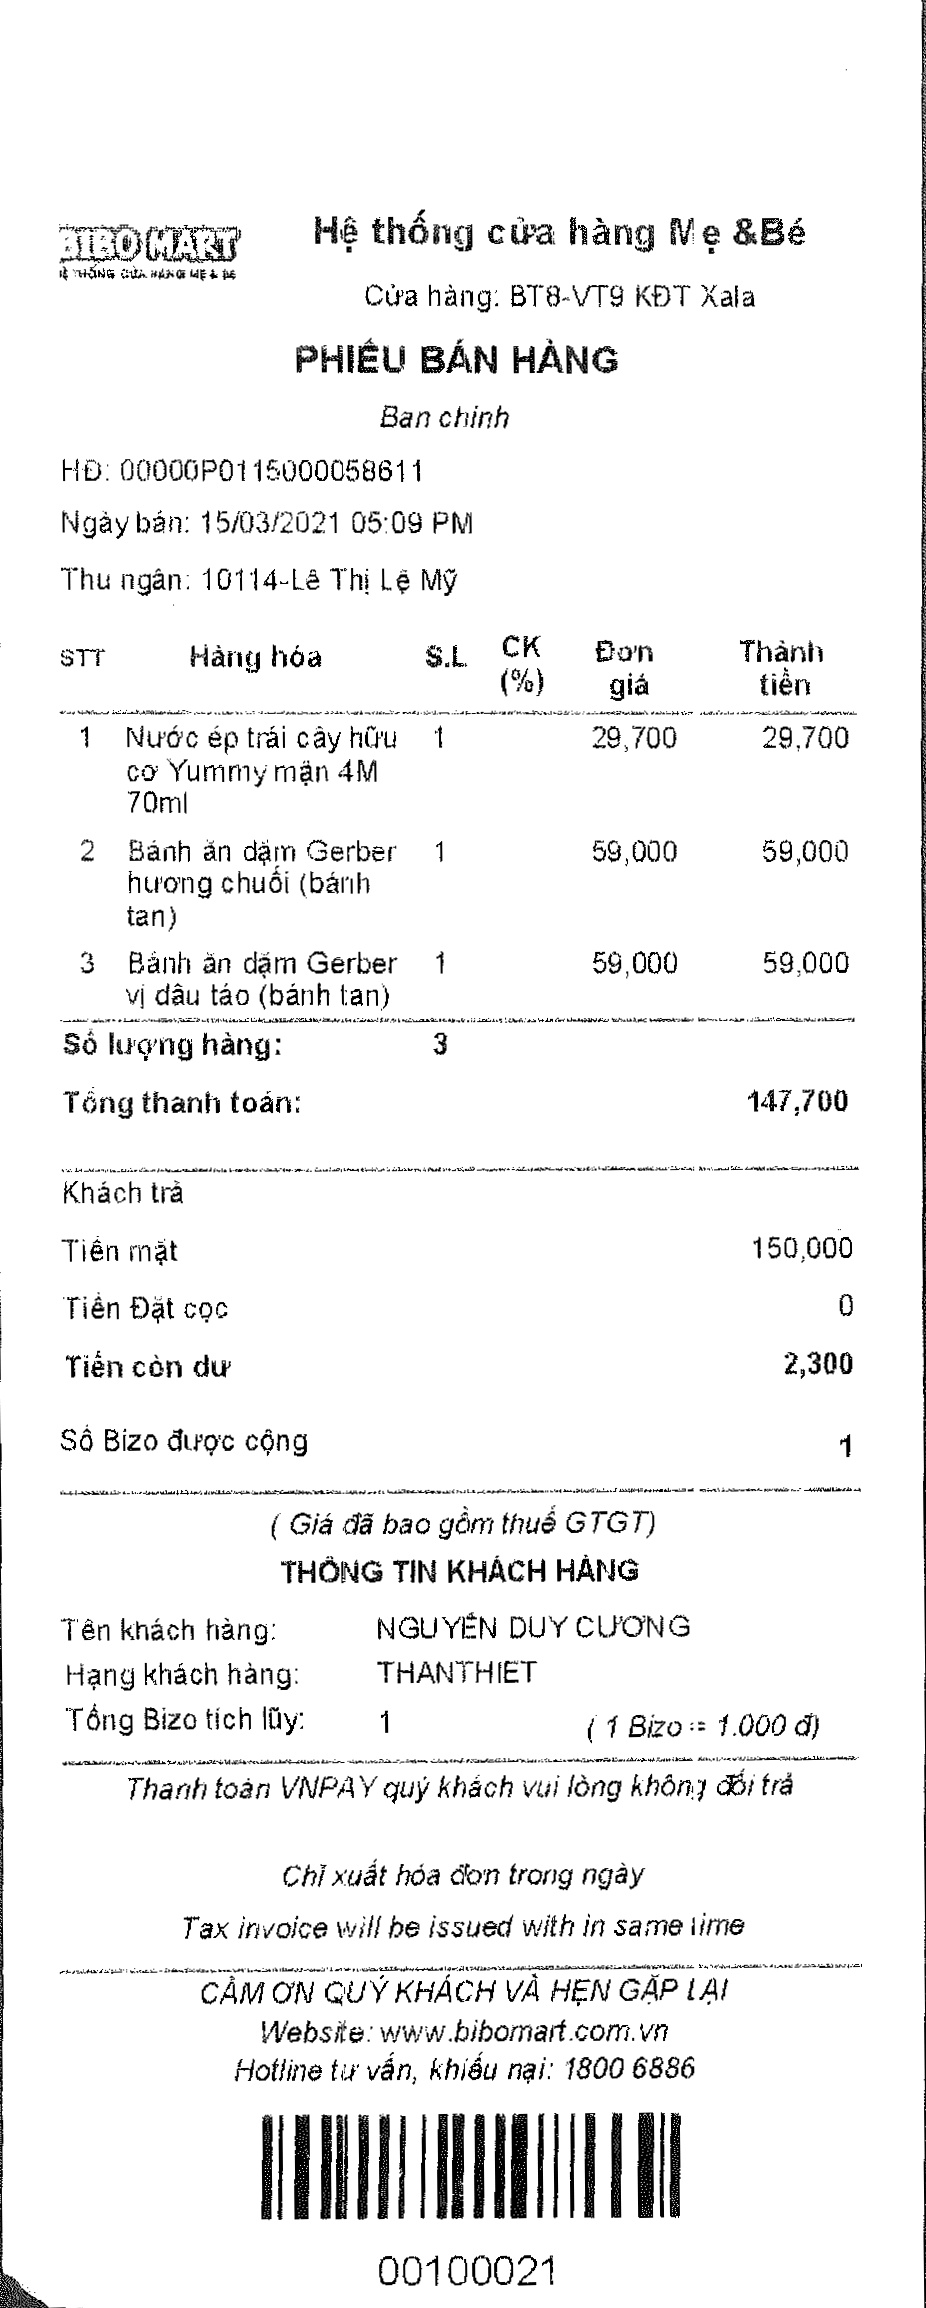 BIBO MART
HỆ THỐNG CỬA HÀNG MẸ & BÉ
Hệ thống cửa hàng Mẹ &Bé
Cửa hàng: BT8-VT9 KĐT Xala
PHIẾU BÁN HÀNG
Ban chinh
HĐ: 00000P0115000058611
Ngày bán: 15/03/2021 05:09 PM
Thu ngân: 10114-Lê Thị Lệ Mỹ
STT Hàng hóa S.L CK (%) Đơn giá Thành tiền
1 Nước ép trái cây hữu 1 29,700 29,700
cơ Yummy mận 4M
70ml
2 Bánh ăn dặm Gerber 1 59,000 59,000
hương chuối (bánh
tan)
3 Bánh ăn dặm Gerber 1 59,000 59,000
vị dâu táo (bánh tan)
Số lượng hàng: 3
Tổng thanh toán: 147,700
Khách trả
Tiền mặt 150,000
Tiền Đặt cọc 0
Tiền còn dư 2,300
Số Bizo được cộng 1
( Giá đã bao gồm thuế GTGT)
THÔNG TIN KHÁCH HÀNG
Tên khách hàng: NGUYỄN DUY CƯƠNG
Hạng khách hàng: THANTHIET
Tổng Bizo tích lũy: 1 ( 1 Bizo = 1.000 đ)
Thanh toán VNPAY quý khách vui lòng không đổi trả
Chỉ xuất hóa đơn trong ngày
Tax invoice will be issued with in same time
CẢM ƠN QUÝ KHÁCH VÀ HẸN GẶP LẠI
Website: www.bibomart.com.vn
Hotline tư vấn, khiếu nại: 1800 6886
00100021